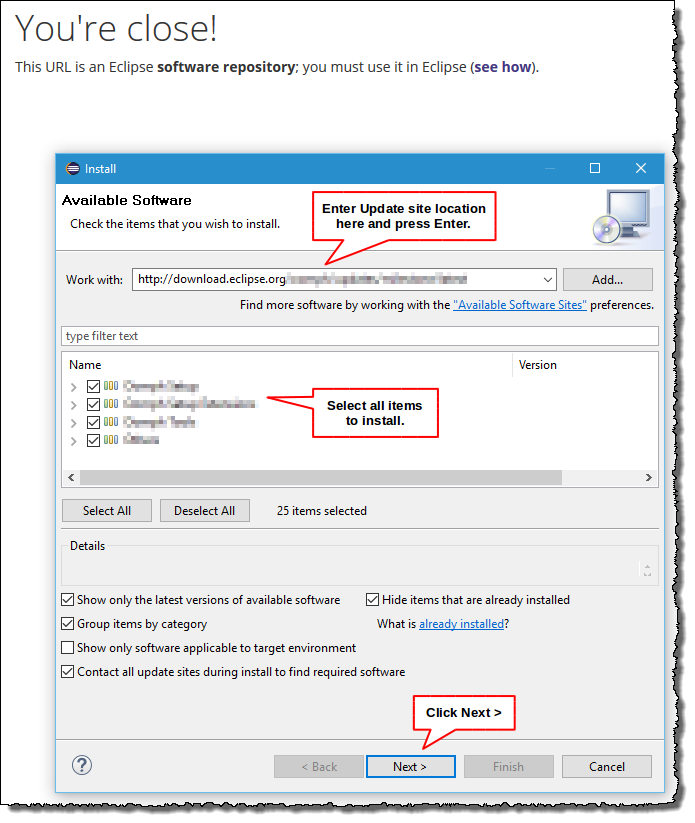 You're close!
This URL is an Eclipse software repository; you must use it in Eclipse (see how).
Install
Available Software
Check the items that you wish to install.
Enter Update site location
here and press Enter.
Work with:
http://download.eclipse.org
Add...
Find more software by working with the "Available Software Sites" preferences.
type filter text
Name
Version
Select all items
to install.
Select All
Deselect All
25 items selected
Details
Show only the latest versions of available software
Hide items that are already installed
Group items by category
What is already installed?
Show only software applicable to target environment
Contact all update sites during install to find required software
Click Next >
?
< Back
Next >
Finish
Cancel